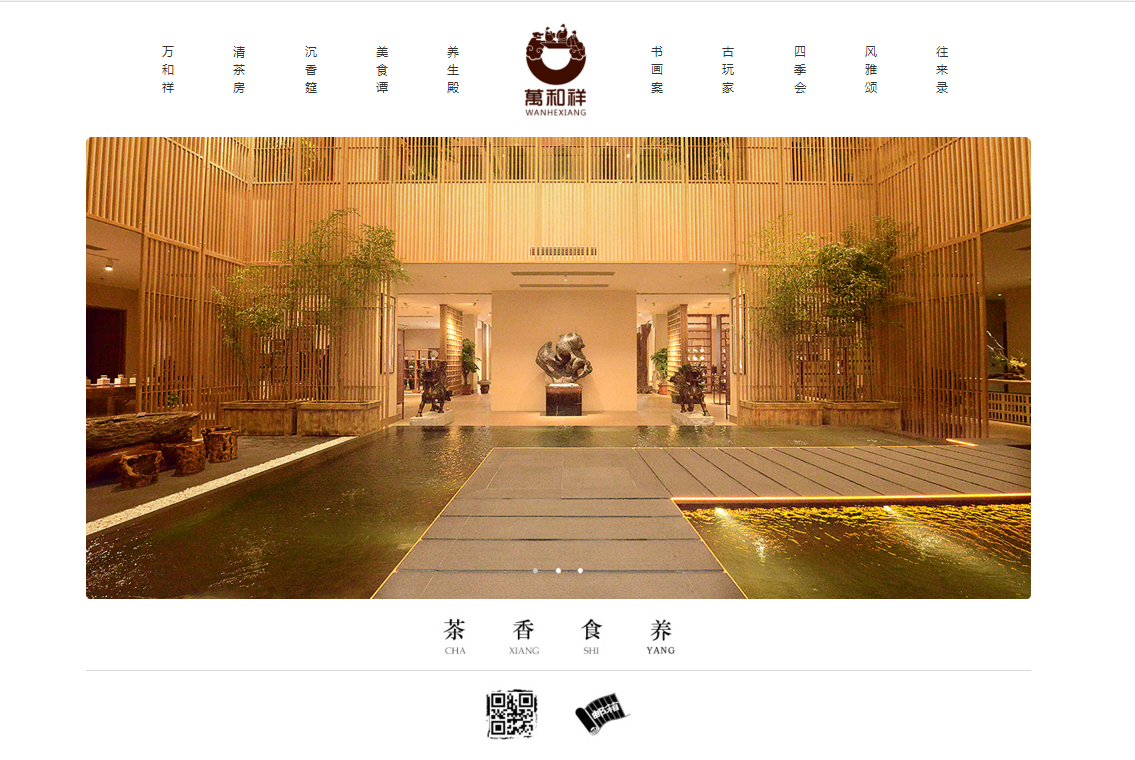 万和祥
清茶房
沉香筵
美食谭
养生殿
萬和祥
WANHEXIANG
书画案
古玩家
四季会
风雅颂
往来录
茶 香 食 养
CHA XIANG SHI YANG